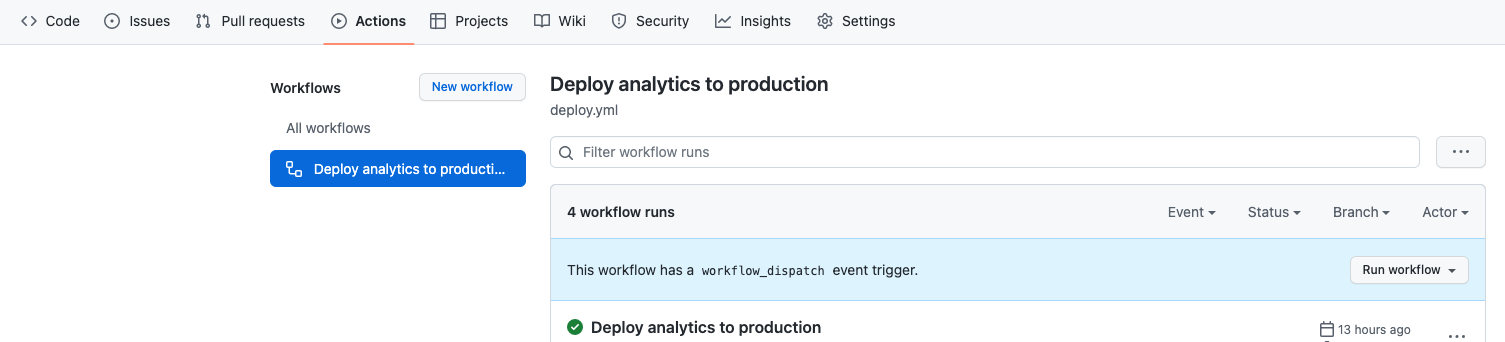 Code Issues Pull requests Actions Projects Wiki Security Insights Settings
Workflows New workflow
All workflows
Deploy analytics to producti...
Deploy analytics to production
deploy.yml
Filter workflow runs
4 workflow runs Event Status Branch Actor
This workflow has a workflow_dispatch event trigger. Run workflow
Deploy analytics to production 13 hours ago